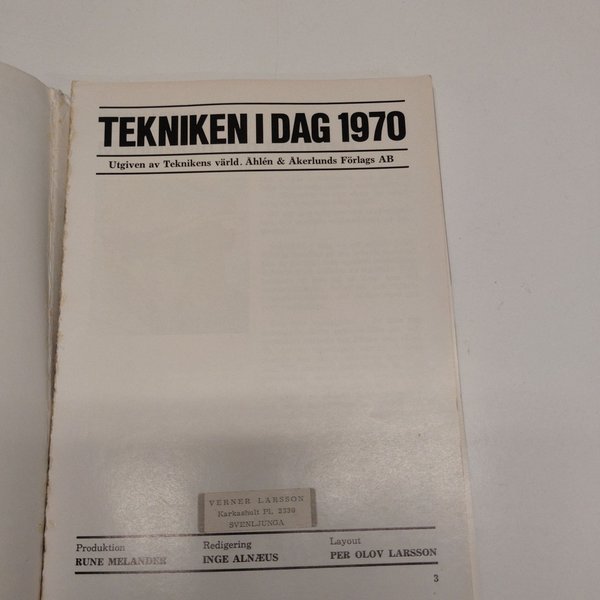 TEKNIKEN I DAG 1970
Utgiven av Teknikens värld. Åhlén & Åkerlunds Förlags AB
VERNER LARSSON
Karkashult Pl. 3330
SVENLJUNGA
Produktion Redigering Layout
RUNE MELANDER INGE ALNÆUS PER OLOV LARSSON
3